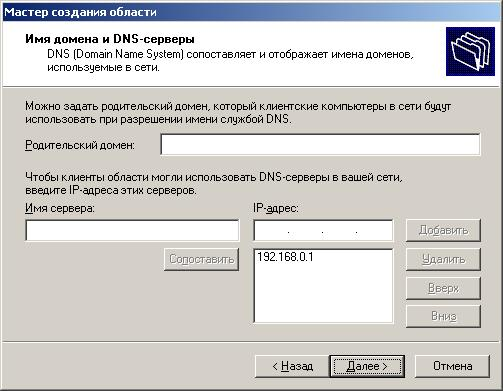 Мастер создания области
Имя домена и DNS-серверы
DNS (Domain Name System) сопоставляет и отображает имена доменов,
используемые в сети.
Можно задать родительский домен, который клиентские компьютеры в сети будут
использовать при разрешении имени службой DNS.
Родительский домен:
Чтобы клиенты области могли использовать DNS-серверы в вашей сети,
введите IP-адреса этих серверов.
Имя сервера:
IP-адрес:
Добавить
Сопоставить
192.168.0.1
Удалить
Вверх
Вниз
< Назад
Далее >
Отмена